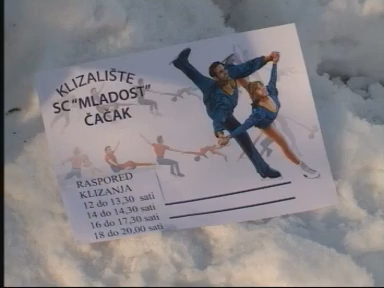 KLIZALIŠTE
SC "MLADOST"
ČAČAK
RASPORED
KLIZANJA
12 do 13,30 sati
14 do 14,30 sati
16 do 17,30 sati
18 do 20,00 sati